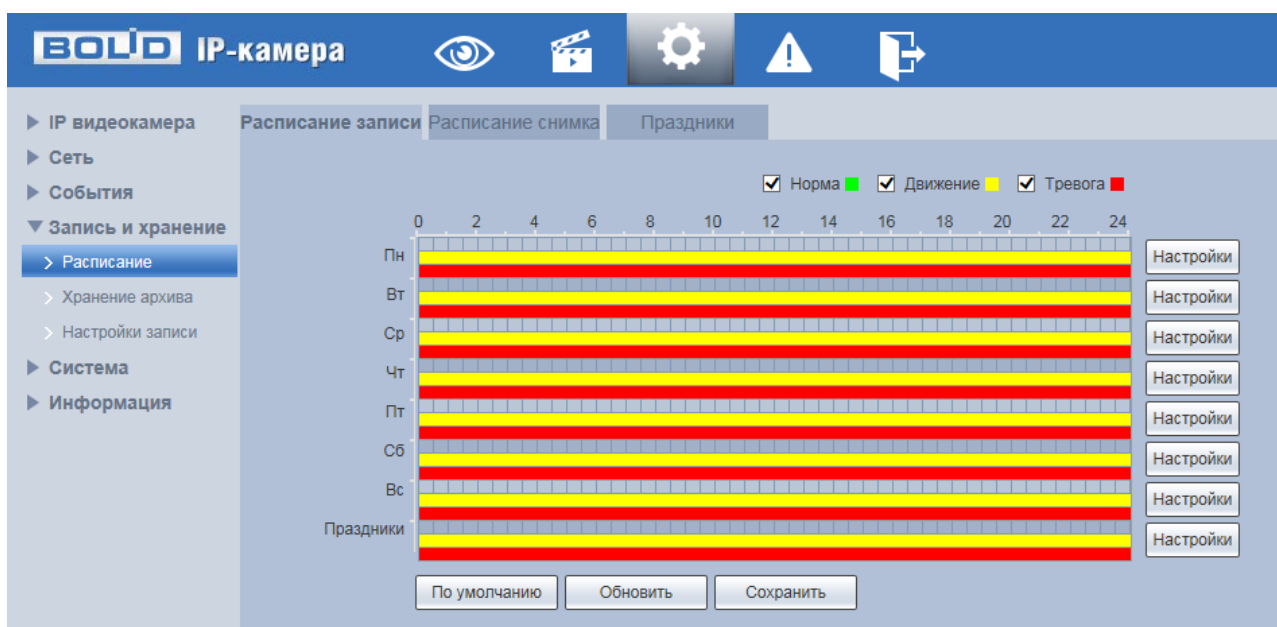 BOLID IP-камера
IP видеокамера
Сеть
События
Запись и хранение
Расписание
Хранение архива
Настройки записи
Система
Информация
Расписание записи Расписание снимка Праздники
Норма Движение Тревога
0 2 4 6 8 10 12 14 16 18 20 22 24
Пн Настройки
Вт Настройки
Ср Настройки
Чт Настройки
Пт Настройки
Сб Настройки
Вс Настройки
Праздники Настройки
По умолчанию Обновить Сохранить